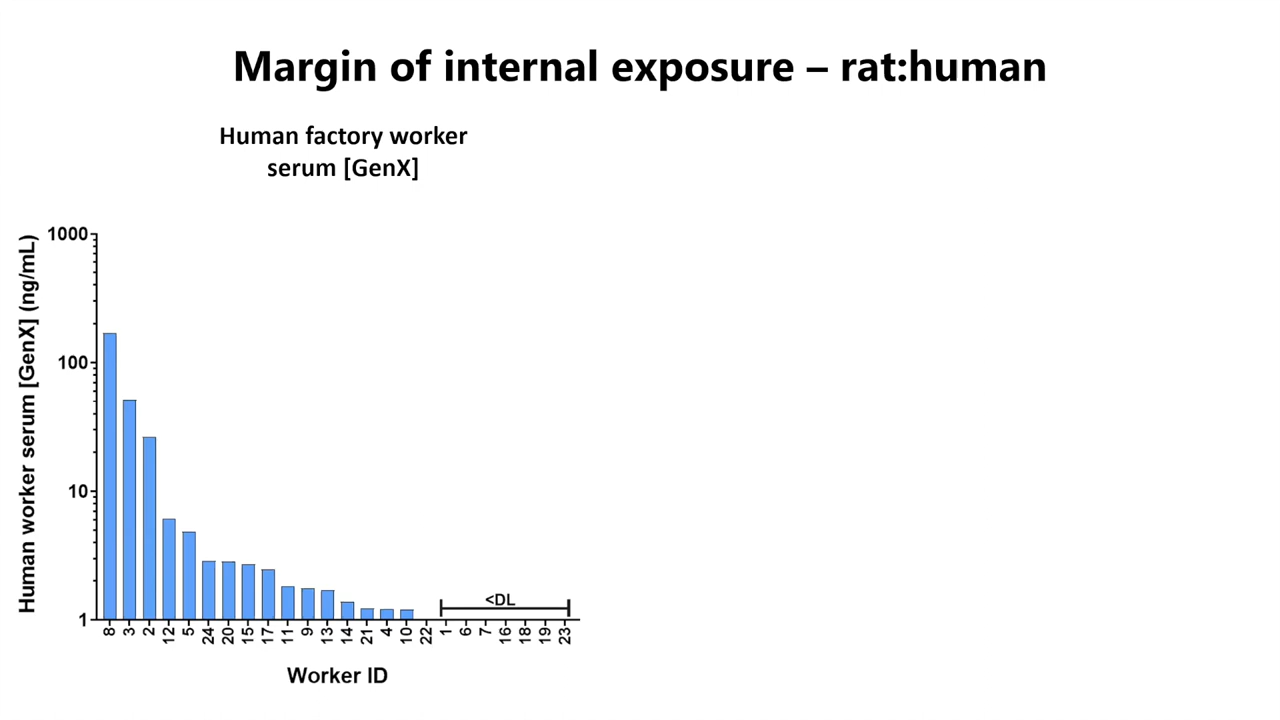 Margin of internal exposure – rat:human
Human factory worker
serum [GenX]
Human worker serum [GenX] (ng/mL)
1000
100
10
1
<DL
8 3 2 12 5 24 20 15 17 11 9 13 14 21 4 10 22 1 6 7 16 18 19 23
Worker ID